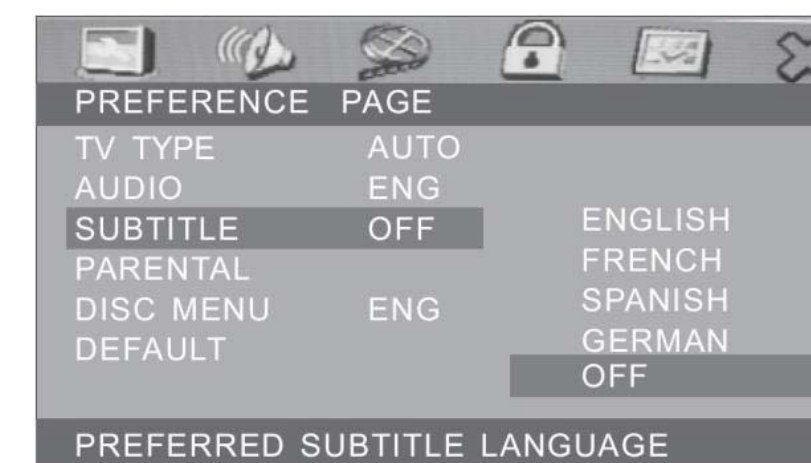 PREFERENCE PAGE
TV TYPE AUTO
AUDIO ENG
SUBTITLE OFF ENGLISH
PARENTAL FRENCH
DISC MENU ENG SPANISH
DEFAULT GERMAN
OFF
PREFERRED SUBTITLE LANGUAGE